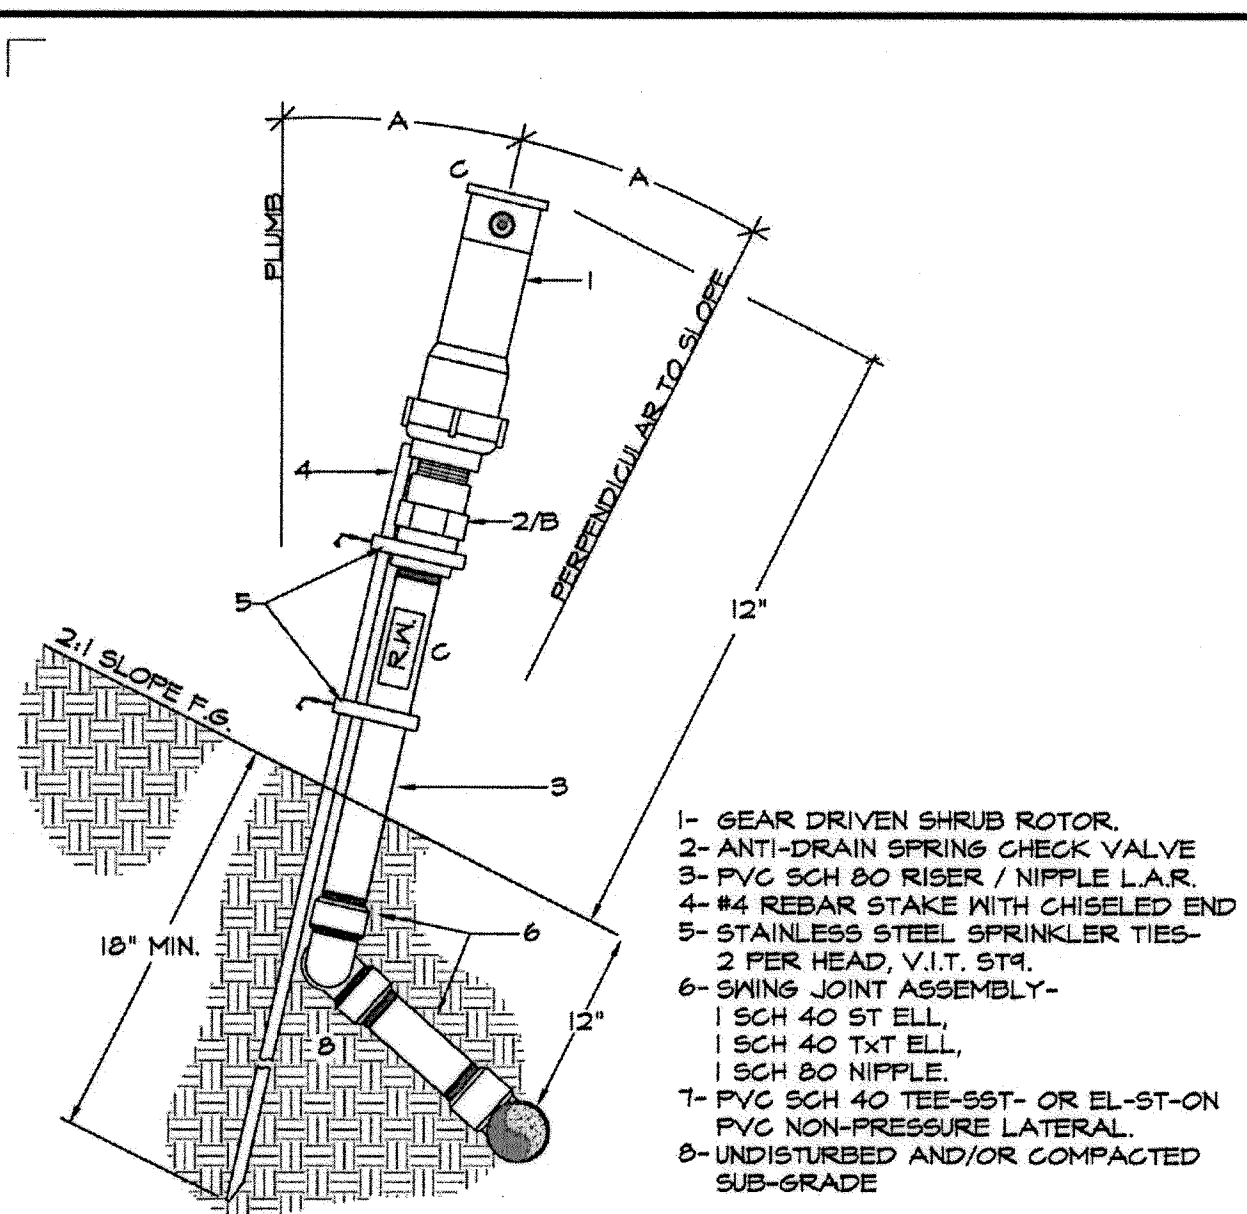 A
C
A
PLUMB
1
PERPENDICULAR TO SLOPE
4
2/B
5
12"
R.W.
C
2:1 SLOPE F.G.
3
18" MIN.
6
12"
8
1- GEAR DRIVEN SHRUB ROTOR.
2- ANTI-DRAIN SPRING CHECK VALVE
3- PVC SCH 80 RISER / NIPPLE L.A.R.
4- #4 REBAR STAKE WITH CHISELED END
5- STAINLESS STEEL SPRINKLER TIES-
2 PER HEAD, V.I.T. ST9.
6- SWING JOINT ASSEMBLY-
1 SCH 40 ST ELL,
1 SCH 40 TxT ELL,
1 SCH 80 NIPPLE.
7- PVC SCH 40 TEE-SST- OR EL-ST-ON
PVC NON-PRESSURE LATERAL.
8- UNDISTURBED AND/OR COMPACTED
SUB-GRADE